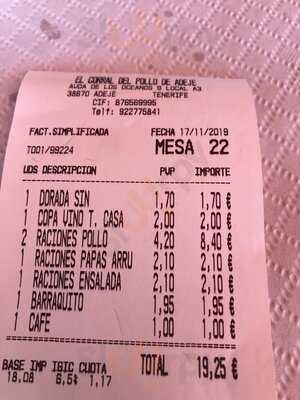 EL CORRAL DEL POLLO DE ADEJE
AVDA DE LOS OCEANOS 9 LOCAL A3
38670 ADEJE TENERIFE
CIF: 876569995
Telf: 922775841
FACT.SIMPLIFICADA FECHA 17/11/2019
T001/99224 MESA 22
UDS DESCRIPCION PVP IMPORTE
1 DORADA SIN 1,70 1,70 €
1 COPA VINO T. CASA 2,00 2,00 €
2 RACIONES POLLO 4,20 8,40 €
1 RACIONES PAPAS ARRU 2,10 2,10 €
1 RACIONES ENSALADA 2,10 2,10 €
1 BARRAQUITO 1,95 1,95 €
1 CAFE 1,00 1,00 €
BASE IMP IGIC CUOTA TOTAL 19,25 €
18,08 6,5% 1,17